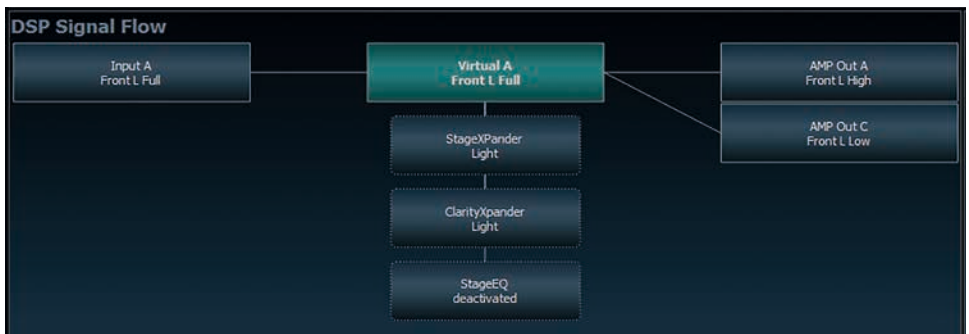 DSP Signal Flow
Input A
Front L Full
Virtual A
Front L Full
AMP Out A
Front L High
AMP Out C
Front L Low
StageXPander
Light
ClarityXpander
Light
StageEQ
deactivated